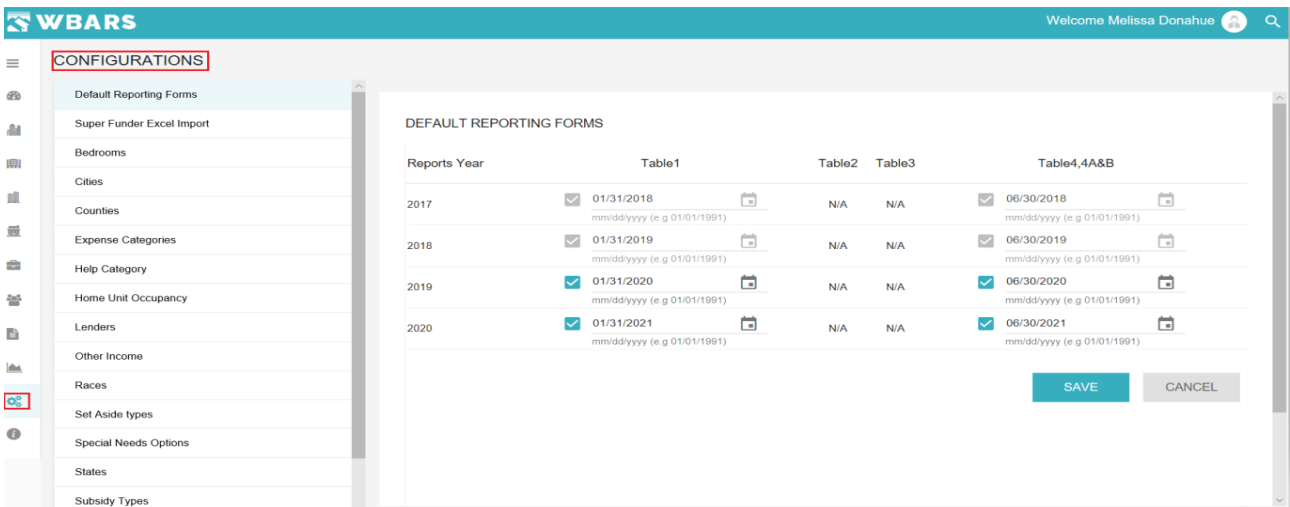 WBARS
Welcome Melissa Donahue
CONFIGURATIONS
Default Reporting Forms
Super Funder Excel Import
Bedrooms
Cities
Counties
Expense Categories
Help Category
Home Unit Occupancy
Lenders
Other Income
Races
Set Aside types
Special Needs Options
States
Subsidy Types
DEFAULT REPORTING FORMS
Reports Year Table1 Table2 Table3 Table4,4A&B
2017 01/31/2018 N/A N/A 06/30/2018
mm/dd/yyyy (e.g 01/01/1991) mm/dd/yyyy (e.g 01/01/1991)
2018 01/31/2019 N/A N/A 06/30/2019
mm/dd/yyyy (e.g 01/01/1991) mm/dd/yyyy (e.g 01/01/1991)
2019 01/31/2020 N/A N/A 06/30/2020
mm/dd/yyyy (e.g 01/01/1991) mm/dd/yyyy (e.g 01/01/1991)
2020 01/31/2021 N/A N/A 06/30/2021
mm/dd/yyyy (e.g 01/01/1991) mm/dd/yyyy (e.g 01/01/1991)
SAVE CANCEL